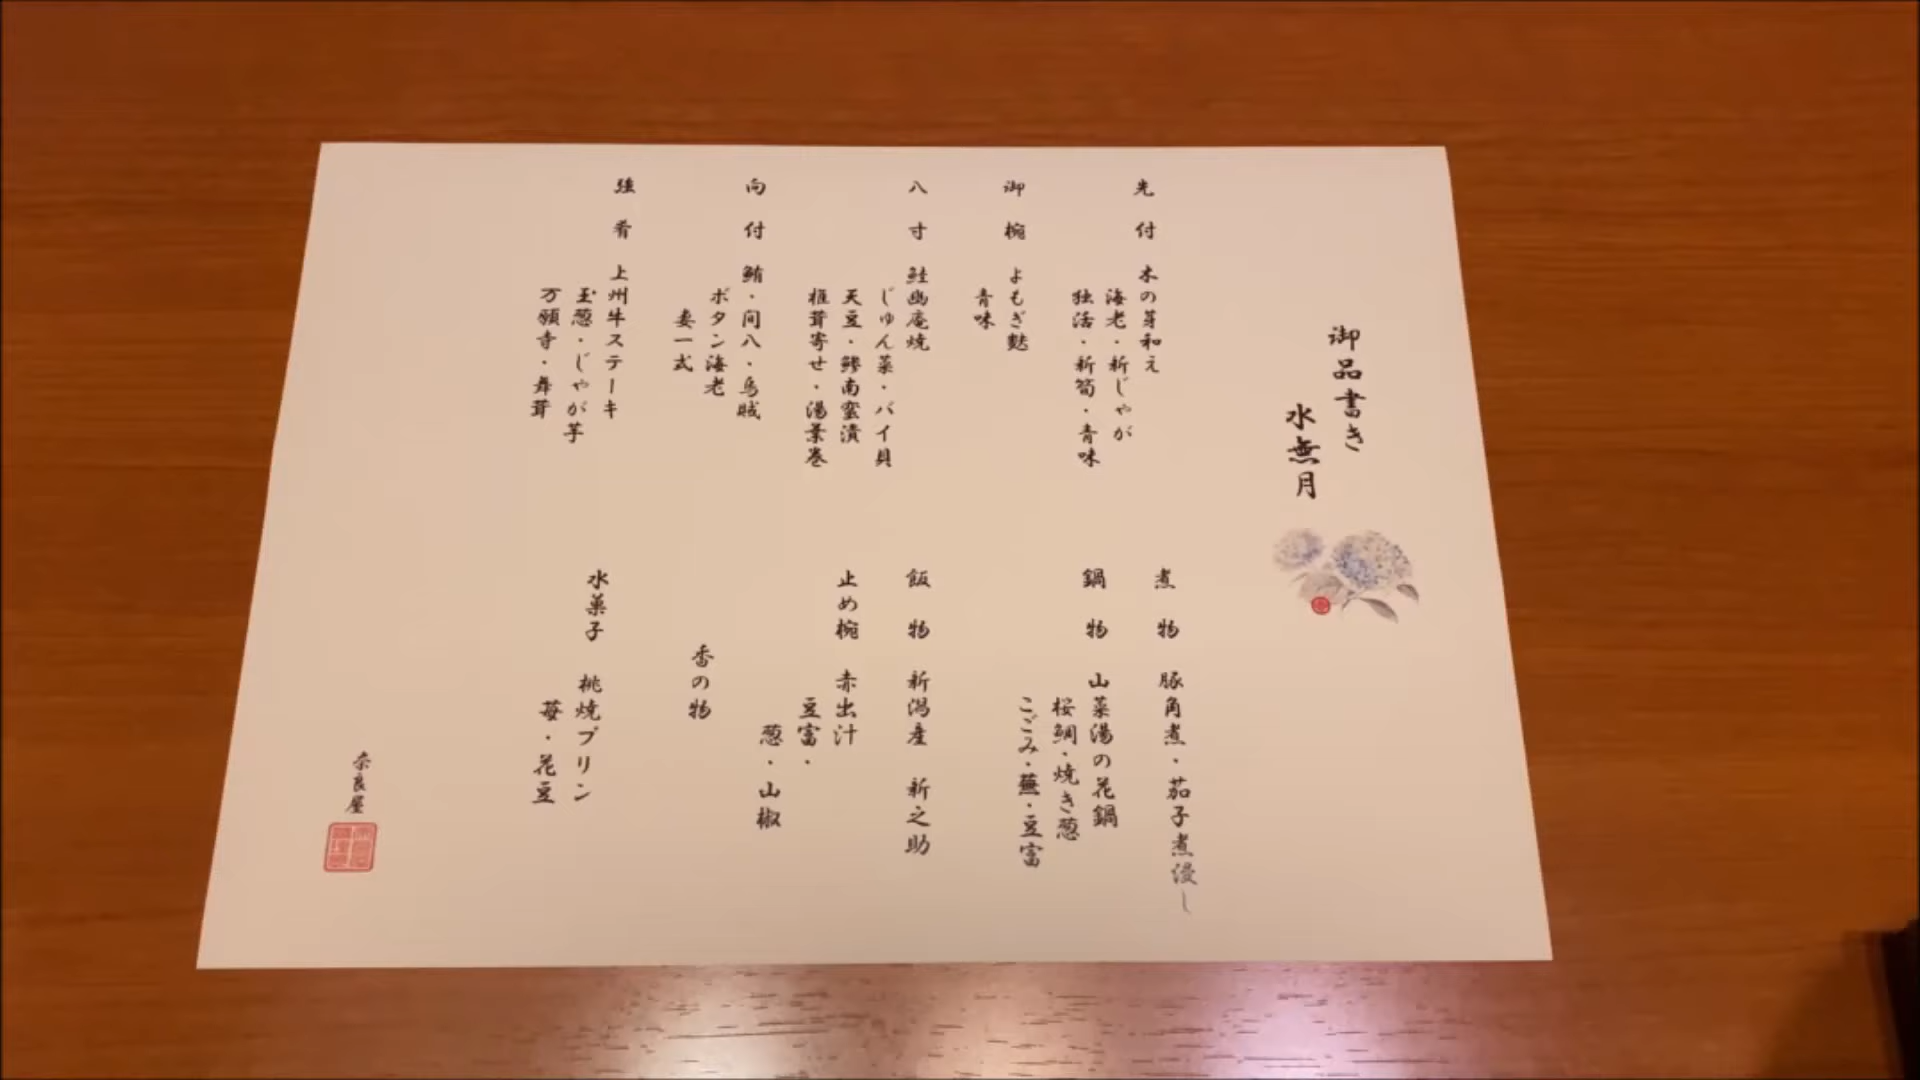 御品書き
水無月
先付 木の芽和え
海老・新じゃが
独活・新筍・青味
御椀 よもぎ麩
青味
八寸 鮭幽庵焼
じゅん菜・バイ貝
天豆・鯵南蛮漬
椎茸寄せ・湯葉巻
向付 鮪・間八・烏賊
ボタン海老
妻一式
強肴 上州牛ステーキ
玉葱・じゃが芋
万願寺・舞茸
煮物 豚角煮・茄子煮浸し
鍋物 山菜湯の花鍋
桜鯛・焼き葱
こごみ・蕪・豆富
飯物 新潟産 新之助
止め椀 赤出汁
豆富・
葱・山椒
香の物
水菓子 桃焼プリン
苺・花豆
奈良屋